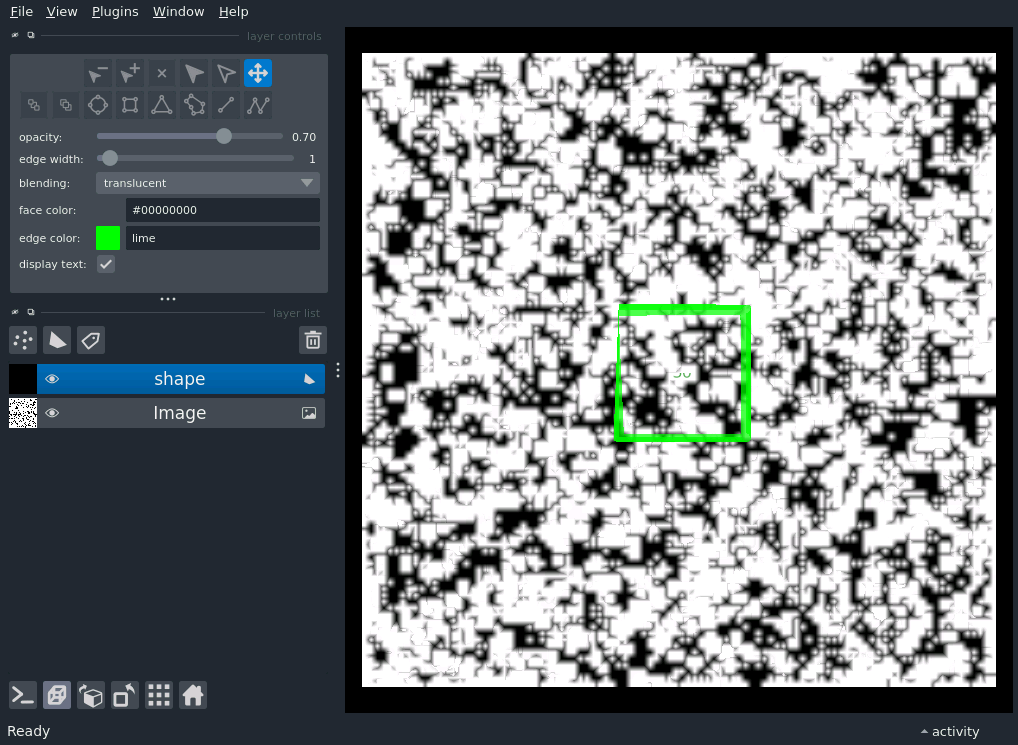 File View Plugins Window Help
layer controls
opacity: 0.70
edge width: 1
blending: translucent
face color: #00000000
edge color: lime
display text:
layer list
shape
Image
Ready
activity